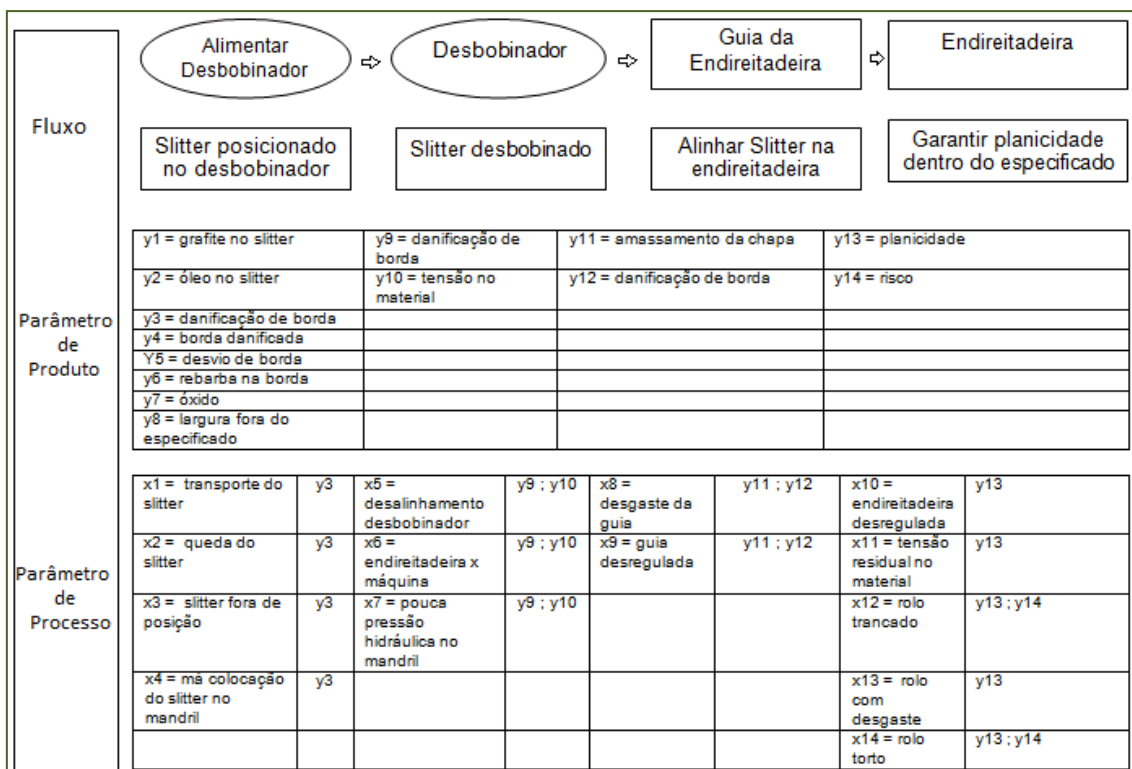 Alimentar
Desbobinador
Desbobinador
Guia da
Endireitadeira
Endireitadeira
Fluxo
Slitter posicionado
no desbobinador
Slitter desbobinado
Alinhar Slitter na
endireitadeira
Garantir planicidade
dentro do especificado
Parâmetro
de
Produto
y1 = grafite no slitter
y9 = danificação de
borda
y11 = amassamento da chapa
y13 = planicidade
y2 = óleo no slitter
y10 = tensão no
material
y12 = danificação de borda
y14 = risco
y3 = danificação de borda
y4 = borda danificada
Y5 = desvio de borda
y6 = rebarba na borda
y7 = óxido
y8 = largura fora do
especificado
Parâmetro
de
Processo
x1 = transporte do
slitter
y3
x5 =
desalinhamento
desbobinador
y9 ; y10
x8 =
desgaste da
guia
y11 ; y12
x10 =
endireitadeira
desregulada
y13
x2 = queda do
slitter
y3
x6 =
endireitadeira x
máquina
y9 ; y10
x9 = guia
desregulada
y11 ; y12
x11 = tensão
residual no
material
y13
x3 = slitter fora de
posição
y3
x7 = pouca
pressão
hidráulica no
mandril
y9 ; y10
x12 = rolo
trancado
y13 ; y14
x4 = má colocação
do slitter no
mandril
y3
x13 = rolo
com
desgaste
y13
x14 = rolo
torto
y13 ; y14